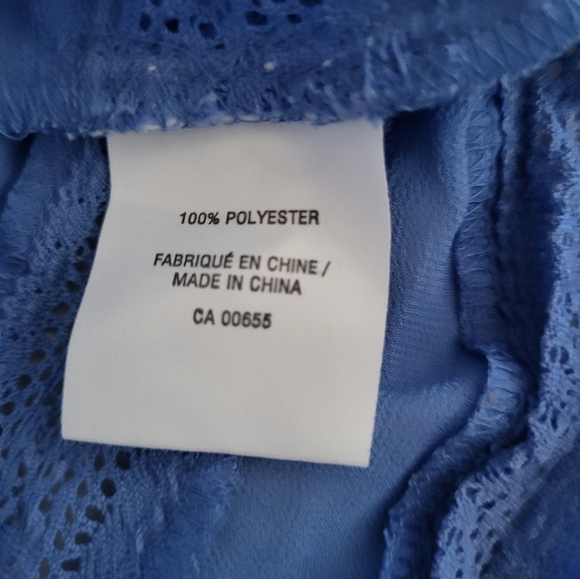 100% POLYESTER
FABRIQUÉ EN CHINE /
MADE IN CHINA
CA 00655